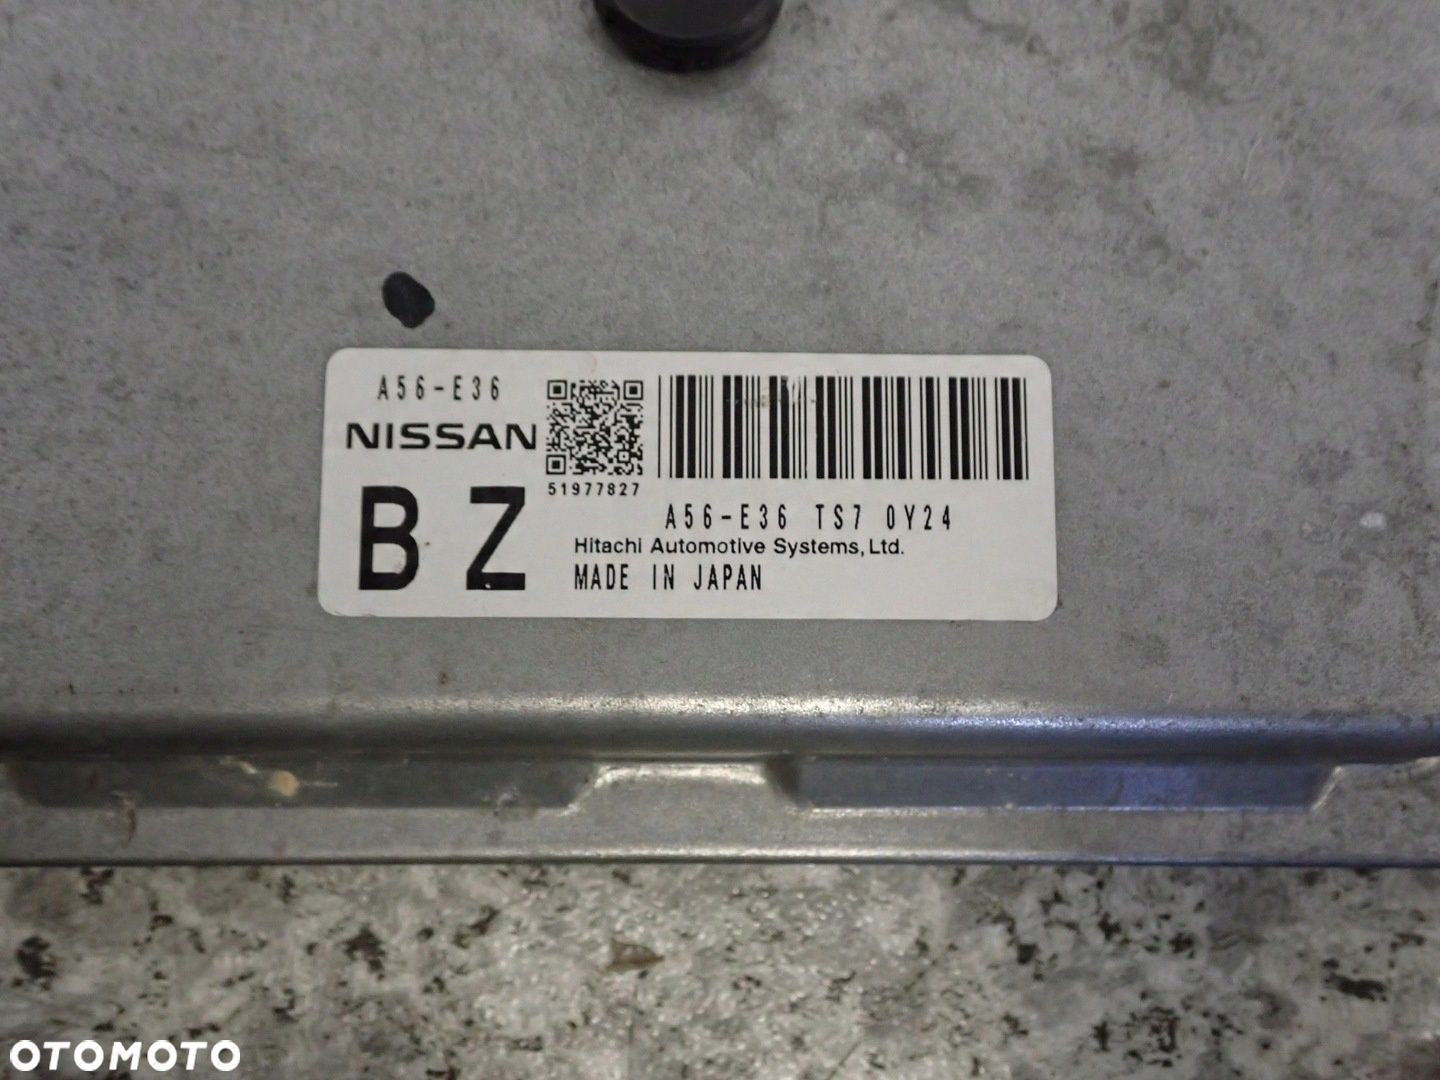 A56-E36
NISSAN
51977827
B Z
A56-E36 TS7 0Y24
Hitachi Automotive Systems, Ltd.
MADE IN JAPAN
OTOMOTO